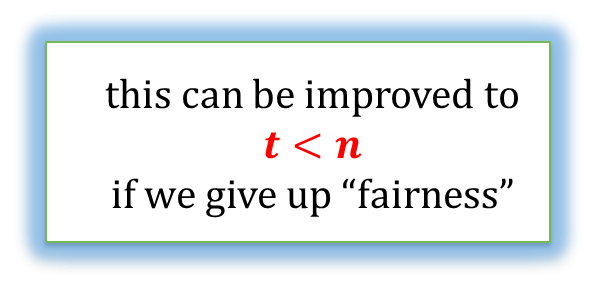 this can be improved to
t < n
if we give up “fairness”